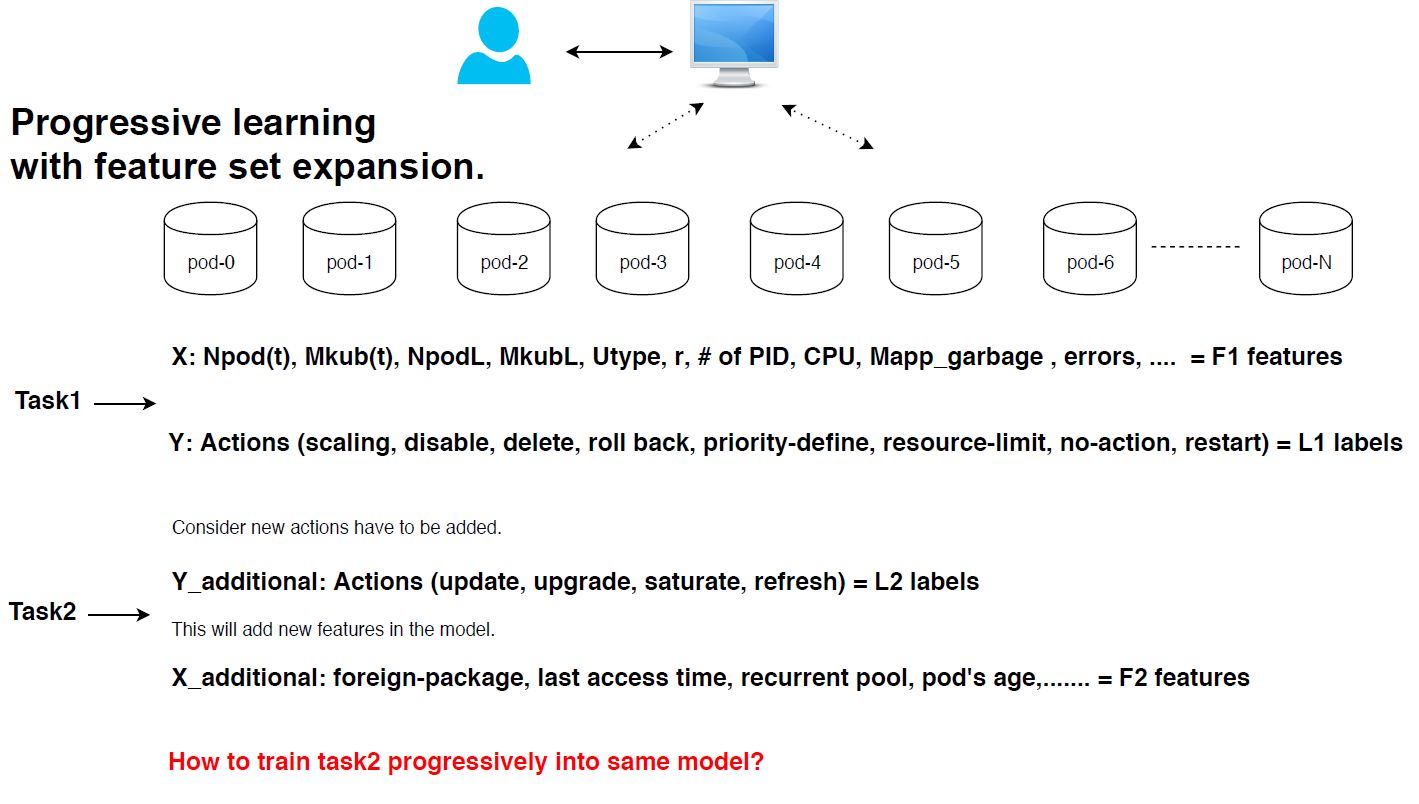 Progressive learning
with feature set expansion.
pod-0 pod-1 pod-2 pod-3 pod-4 pod-5 pod-6 pod-N
X: Npod(t), Mkub(t), NpodL, MkubL, Utype, r, # of PID, CPU, Mapp_garbage , errors, .... = F1 features
Task1
Y: Actions (scaling, disable, delete, roll back, priority-define, resource-limit, no-action, restart) = L1 labels
Consider new actions have to be added.
Y_additional: Actions (update, upgrade, saturate, refresh) = L2 labels
Task2
This will add new features in the model.
X_additional: foreign-package, last access time, recurrent pool, pod's age,....... = F2 features
How to train task2 progressively into same model?